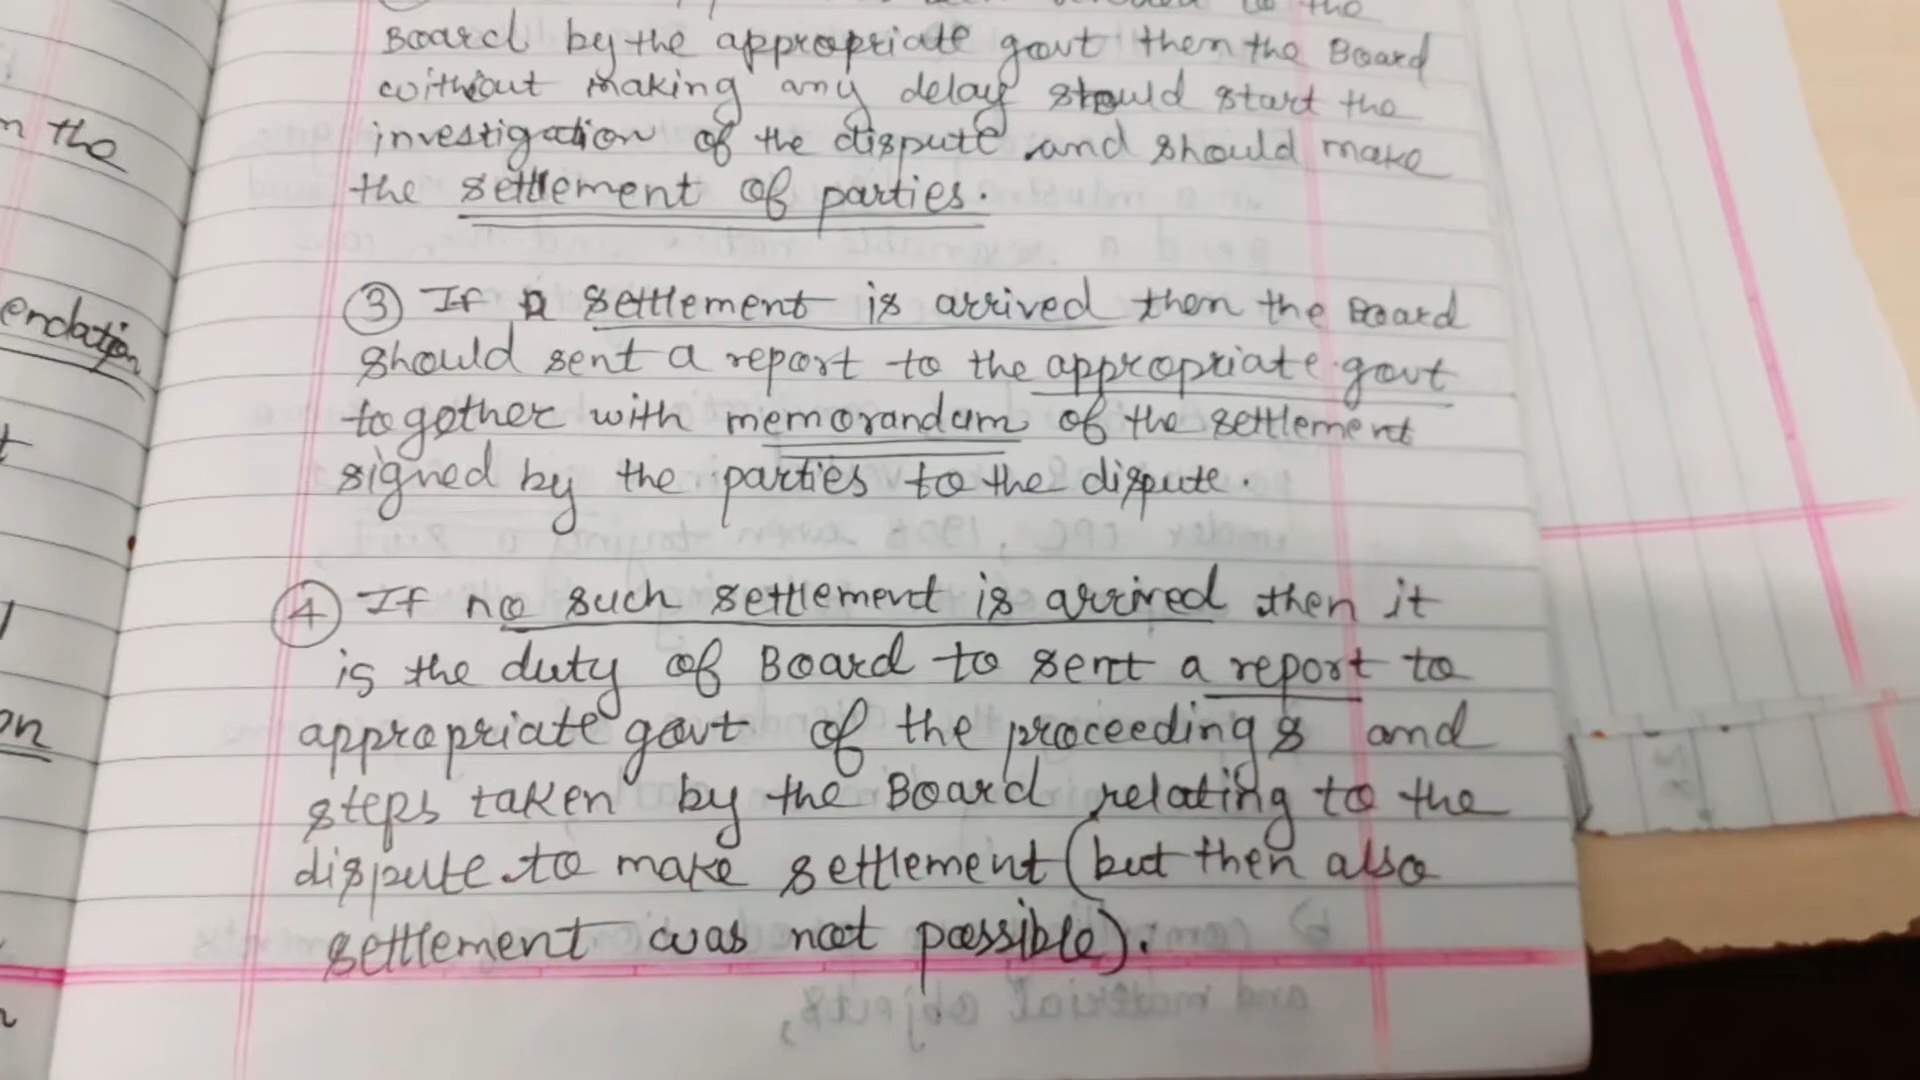 to the
Board by the appropriate govt then the Board
without making any delay should start the
investigation of the dispute and should make
the settlement of parties.
n the
endation
③ If a settlement is arrived then the Board
should sent a report to the appropriate govt
together with memorandum of the settlement
signed by the parties to the dispute.
④ If no such settlement is arrived then it
is the duty of Board to sent a report to
appropriate govt of the proceedings and
steps taken by the Board relating to the
dispute to make settlement (but then also
settlement was not possible).